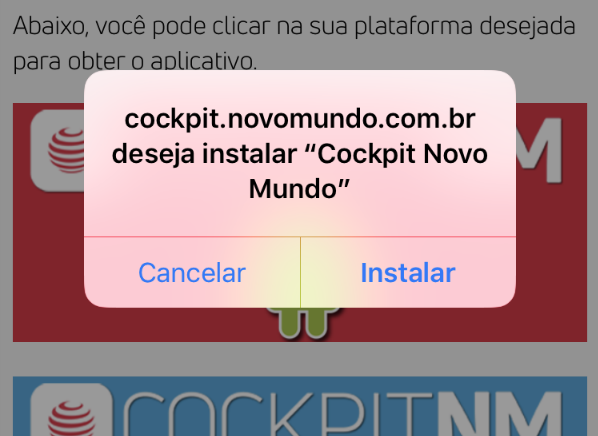 Abaixo, você pode clicar na sua plataforma desejada
para obter o aplicativo.
cockpit.novomundo.com.br
deseja instalar “Cockpit Novo
Mundo”
Cancelar
Instalar
COCKPITNM